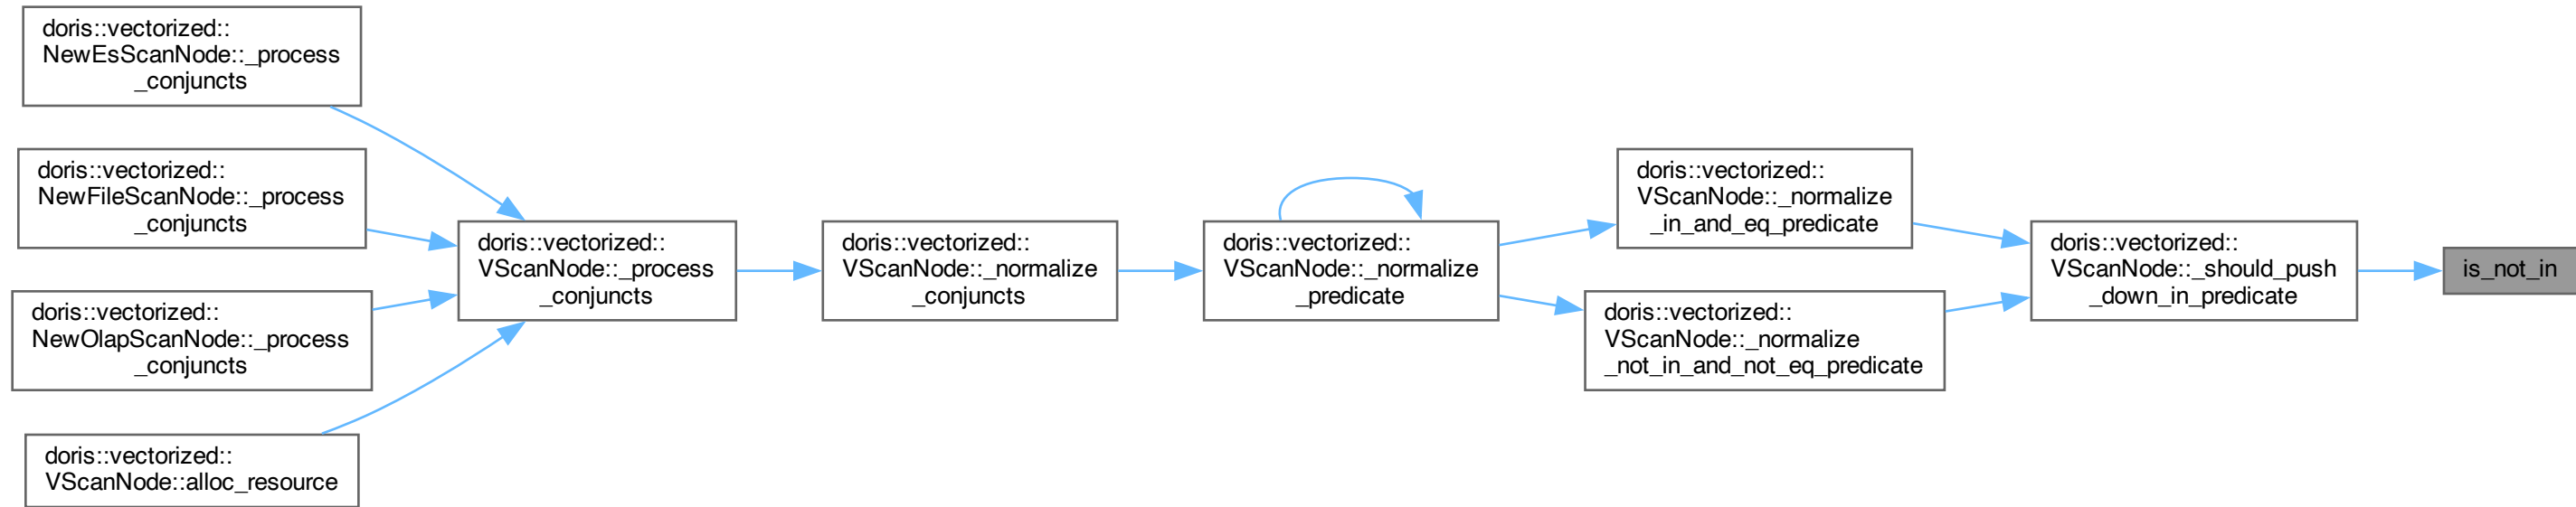 doris::vectorized::
NewEsScanNode::_process
_conjuncts
doris::vectorized::
NewFileScanNode::_process
_conjuncts
doris::vectorized::
NewOlapScanNode::_process
_conjuncts
doris::vectorized::
VScanNode::alloc_resource
doris::vectorized::
VScanNode::_process
_conjuncts
doris::vectorized::
VScanNode::_normalize
_conjuncts
doris::vectorized::
VScanNode::_normalize
_predicate
doris::vectorized::
VScanNode::_normalize
_in_and_eq_predicate
doris::vectorized::
VScanNode::_normalize
_not_in_and_not_eq_predicate
doris::vectorized::
VScanNode::_should_push
_down_in_predicate
is_not_in